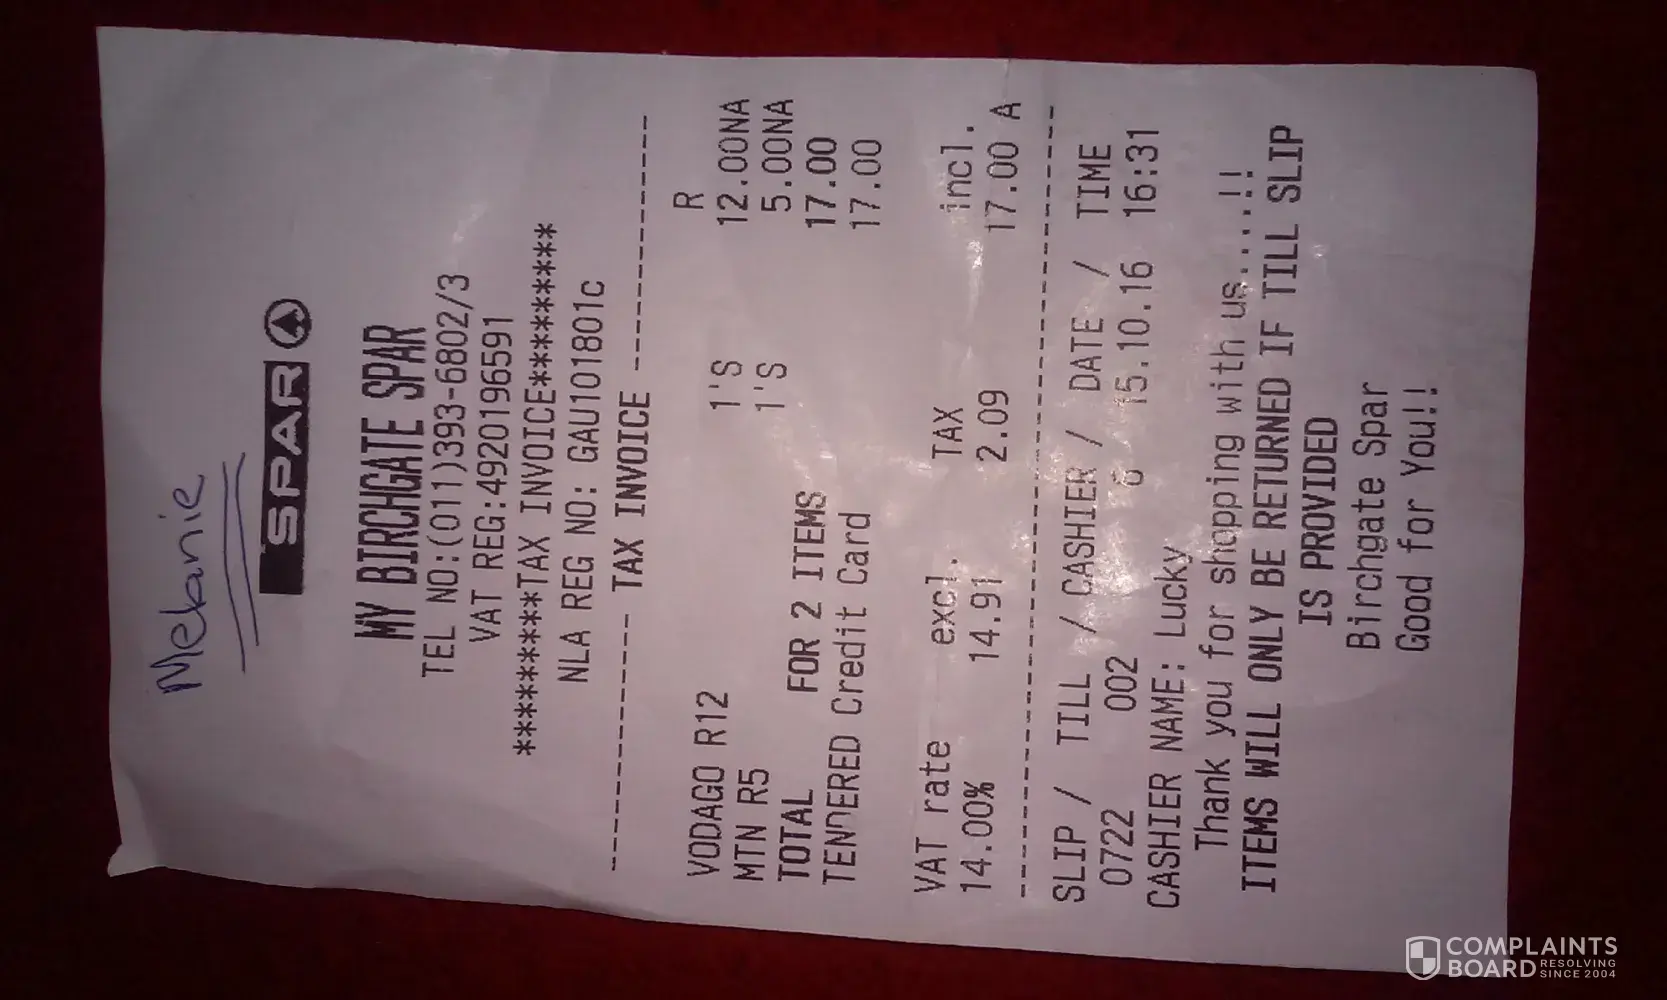 Melanie
SPAR
MY BIRCHGATE SPAR
TEL NO:(011)393-6802/3
VAT REG:4920196591
********TAX INVOICE*********
NLA REG NO: GAU101801c
---------- TAX INVOICE ----------
R
VODAGO R12 1'S 12.00NA
MTN R5 1'S 5.00NA
TOTAL FOR 2 ITEMS 17.00
TENDERED Credit Card 17.00
VAT rate excl. TAX incl.
14.00% 14.91 2.09 17.00 A
SLIP / TILL / CASHIER / DATE / TIME
0722 002 6 15.10.16 16:31
CASHIER NAME: Lucky
Thank you for shopping with us.....!!
ITEMS WILL ONLY BE RETURNED IF TILL SLIP
IS PROVIDED
Birchgate Spar
Good for You!!
COMPLAINTS
BOARD RESOLVING
SINCE 2004